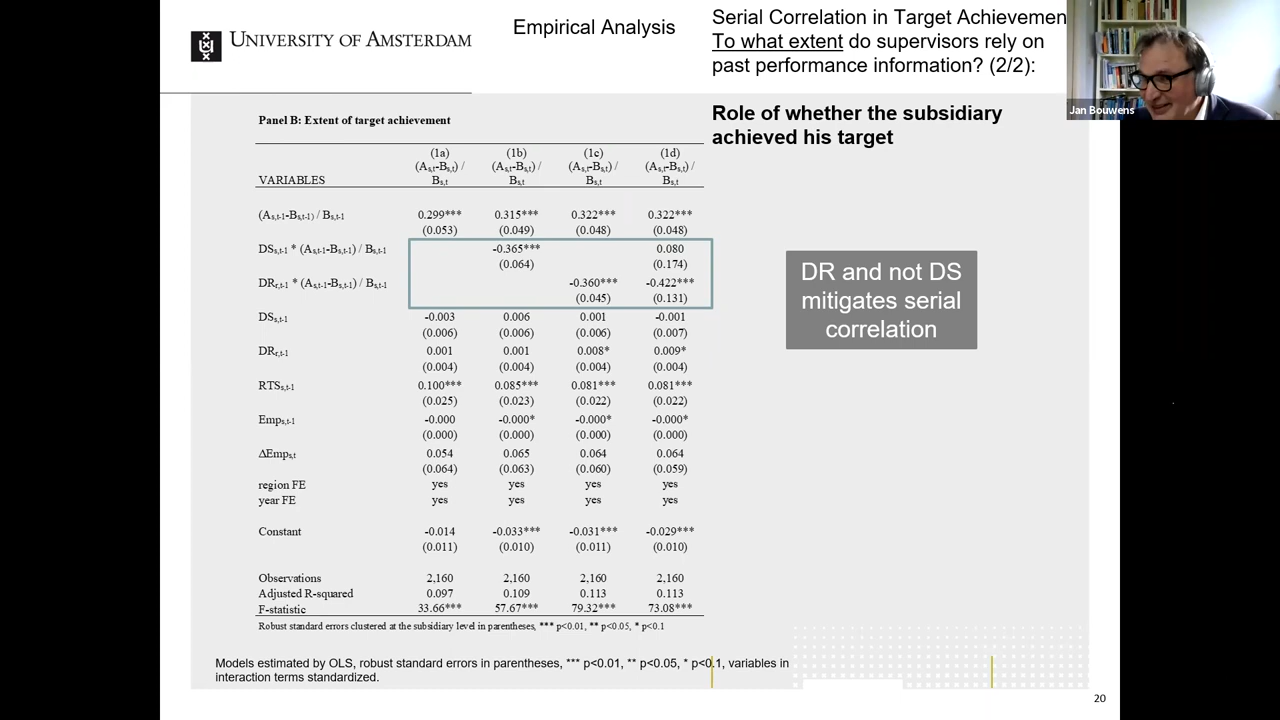 UNIVERSITY OF AMSTERDAM
Empirical Analysis
Serial Correlation in Target Achievemen
To what extent do supervisors rely on
past performance information? (2/2):
Jan Bouwens
Role of whether the subsidiary
achieved his target
Panel B: Extent of target achievement
(1a) (1b) (1c) (1d)
(As,t-Bs,t) / (As,t-Bs,t) / (As,t-Bs,t) / (As,t-Bs,t) /
VARIABLES Bs,t Bs,t Bs,t Bs,t
(As,t-1-Bs,t-1) / Bs,t-1 0.299*** 0.315*** 0.322*** 0.322***
(0.053) (0.049) (0.048) (0.048)
DSs,t-1 * (As,t-1-Bs,t-1) / Bs,t-1 -0.365*** 0.080
(0.064) (0.174)
DRr,t-1 * (As,t-1-Bs,t-1) / Bs,t-1 -0.360*** -0.422***
(0.045) (0.131)
DSs,t-1 -0.003 0.006 0.001 -0.001
(0.006) (0.006) (0.006) (0.007)
DRr,t-1 0.001 0.001 0.008* 0.009*
(0.004) (0.004) (0.004) (0.004)
RTSs,t-1 0.100*** 0.085*** 0.081*** 0.081***
(0.025) (0.023) (0.022) (0.022)
Emps,t-1 -0.000 -0.000* -0.000* -0.000*
(0.000) (0.000) (0.000) (0.000)
ΔEmps,t 0.054 0.065 0.064 0.064
(0.064) (0.063) (0.060) (0.059)
region FE yes yes yes yes
year FE yes yes yes yes
Constant -0.014 -0.033*** -0.031*** -0.029***
(0.011) (0.010) (0.011) (0.010)
Observations 2,160 2,160 2,160 2,160
Adjusted R-squared 0.097 0.109 0.113 0.113
F-statistic 33.66*** 57.67*** 79.32*** 73.08***
Robust standard errors clustered at the subsidiary level in parentheses, *** p<0.01, ** p<0.05, * p<0.1
DR and not DS
mitigates serial
correlation
Models estimated by OLS, robust standard errors in parentheses, *** p<0.01, ** p<0.05, * p<0.1, variables in
interaction terms standardized.
20